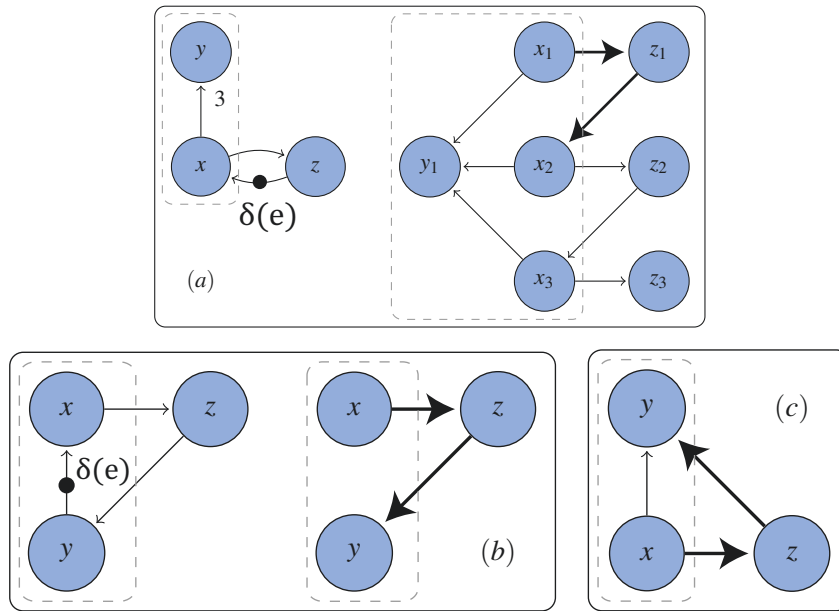 y
x₁
z₁
3
x
z
y₁
x₂
z₂
δ(e)
(a)
x₃
z₃
x
z
x
z
y
(c)
δ(e)
y
y
(b)
x
z